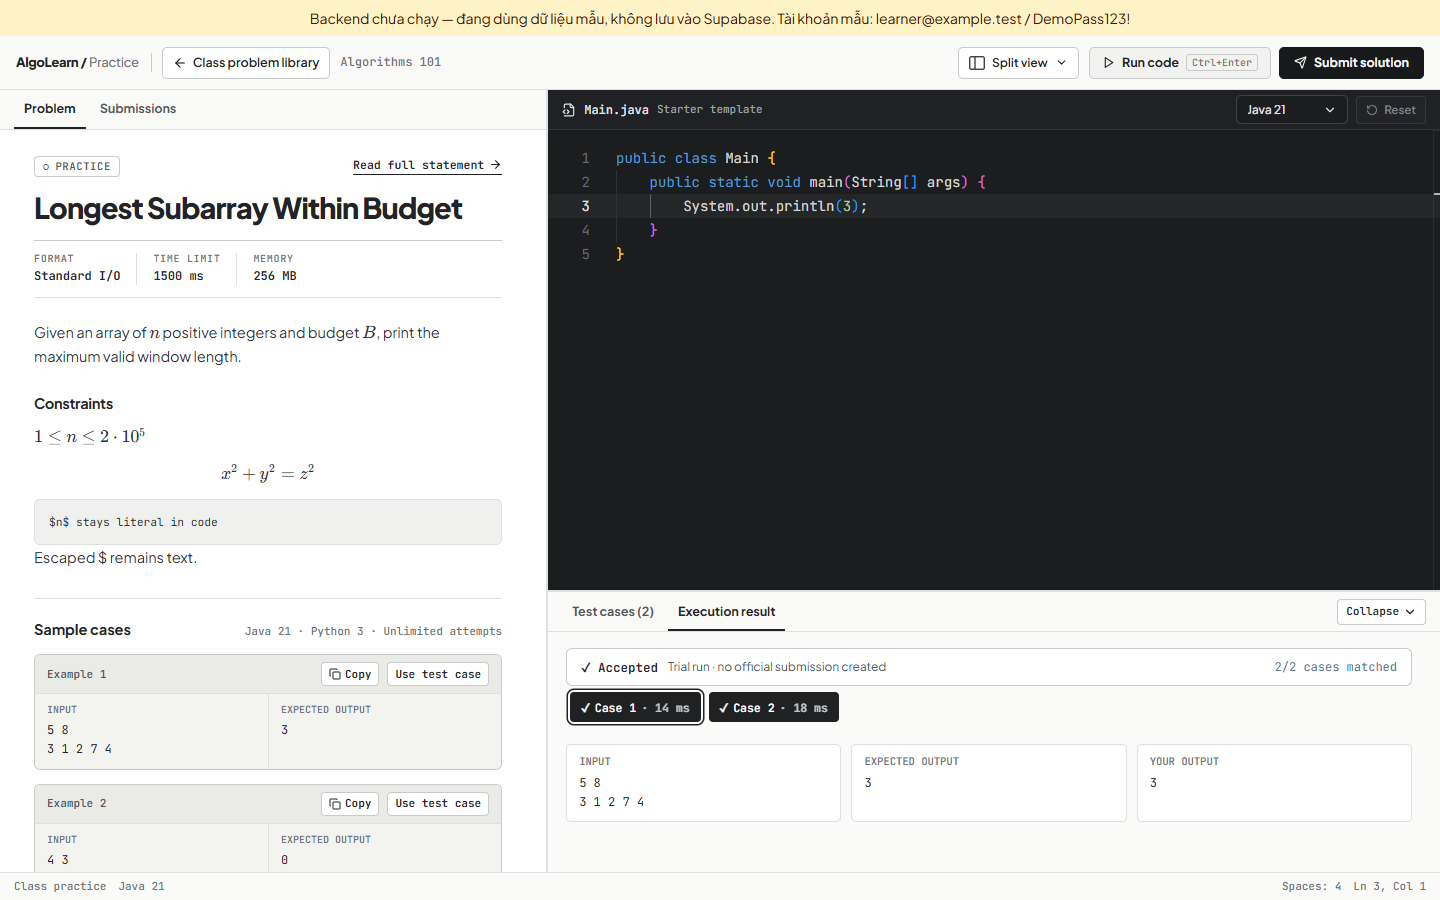 Backend chưa chạy — đang dùng dữ liệu mẫu, không lưu vào Supabase. Tài khoản mẫu: learner@example.test / DemoPass123!
AlgoLearn / Practice
Class problem library
Algorithms 101
Split view
Run code Ctrl+Enter
Submit solution
Problem
Submissions
PRACTICE
Read full statement →
Longest Subarray Within Budget
FORMAT
Standard I/O
TIME LIMIT
1500 ms
MEMORY
256 MB
Given an array of n positive integers and budget B, print the
maximum valid window length.
Constraints
1 ≤ n ≤ 2 · 10⁵
x² + y² = z²
$n$ stays literal in code
Escaped $ remains text.
Sample cases
Java 21 · Python 3 · Unlimited attempts
Example 1
Copy
Use test case
INPUT
5 8
3 1 2 7 4
EXPECTED OUTPUT
3
Example 2
Copy
Use test case
INPUT
4 3
EXPECTED OUTPUT
0
Main.java Starter template
Java 21
Reset
1 public class Main {
2 public static void main(String[] args) {
3 System.out.println(3);
4 }
5 }
Test cases (2)
Execution result
Collapse
✓ Accepted Trial run · no official submission created
2/2 cases matched
✓ Case 1 · 14 ms
✓ Case 2 · 18 ms
INPUT
5 8
3 1 2 7 4
EXPECTED OUTPUT
3
YOUR OUTPUT
3
Class practice Java 21
Spaces: 4 Ln 3, Col 1